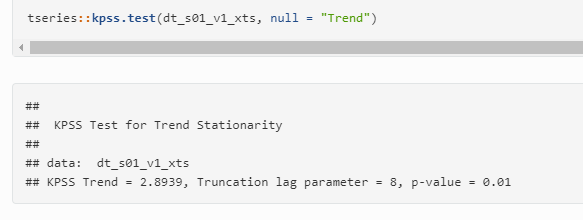 tseries::kpss.test(dt_s01_v1_xts, null = "Trend")
##
##  KPSS Test for Trend Stationarity
##
## data:  dt_s01_v1_xts
## KPSS Trend = 2.8939, Truncation lag parameter = 8, p-value = 0.01